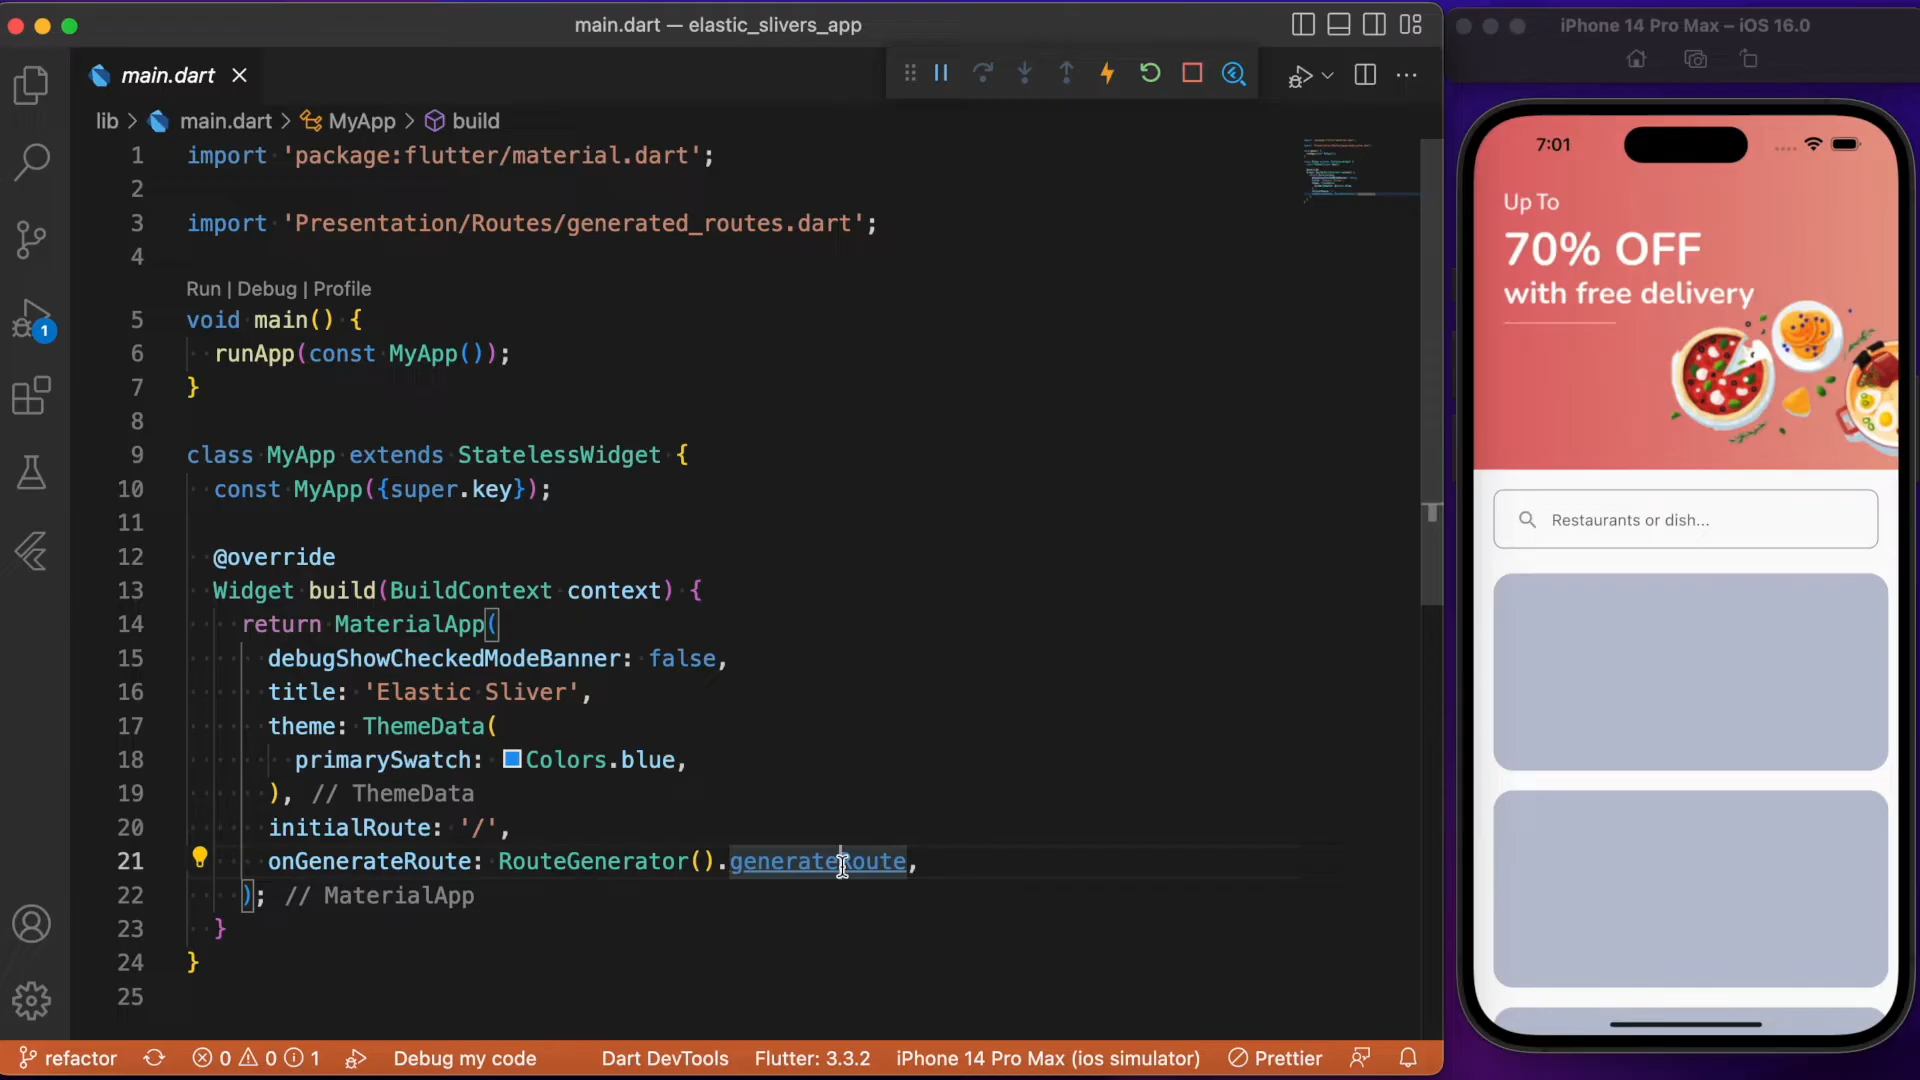 main.dart — elastic_slivers_app
main.dart
lib > main.dart > MyApp > build
1 import 'package:flutter/material.dart';
2
3 import 'Presentation/Routes/generated_routes.dart';
4
Run | Debug | Profile
5 void main() {
6 runApp(const MyApp());
7 }
8
9 class MyApp extends StatelessWidget {
10 const MyApp({super.key});
11
12 @override
13 Widget build(BuildContext context) {
14 return MaterialApp(
15 debugShowCheckedModeBanner: false,
16 title: 'Elastic Sliver',
17 theme: ThemeData(
18 primarySwatch: Colors.blue,
19 ), // ThemeData
20 initialRoute: '/',
21 onGenerateRoute: RouteGenerator().generateRoute,
22 ); // MaterialApp
23 }
24 }
25
1
refactor 0 0 1 Debug my code Dart DevTools Flutter: 3.3.2 iPhone 14 Pro Max (ios simulator) Prettier
iPhone 14 Pro Max – iOS 16.0
7:01
Up To
70% OFF
with free delivery
Restaurants or dish...